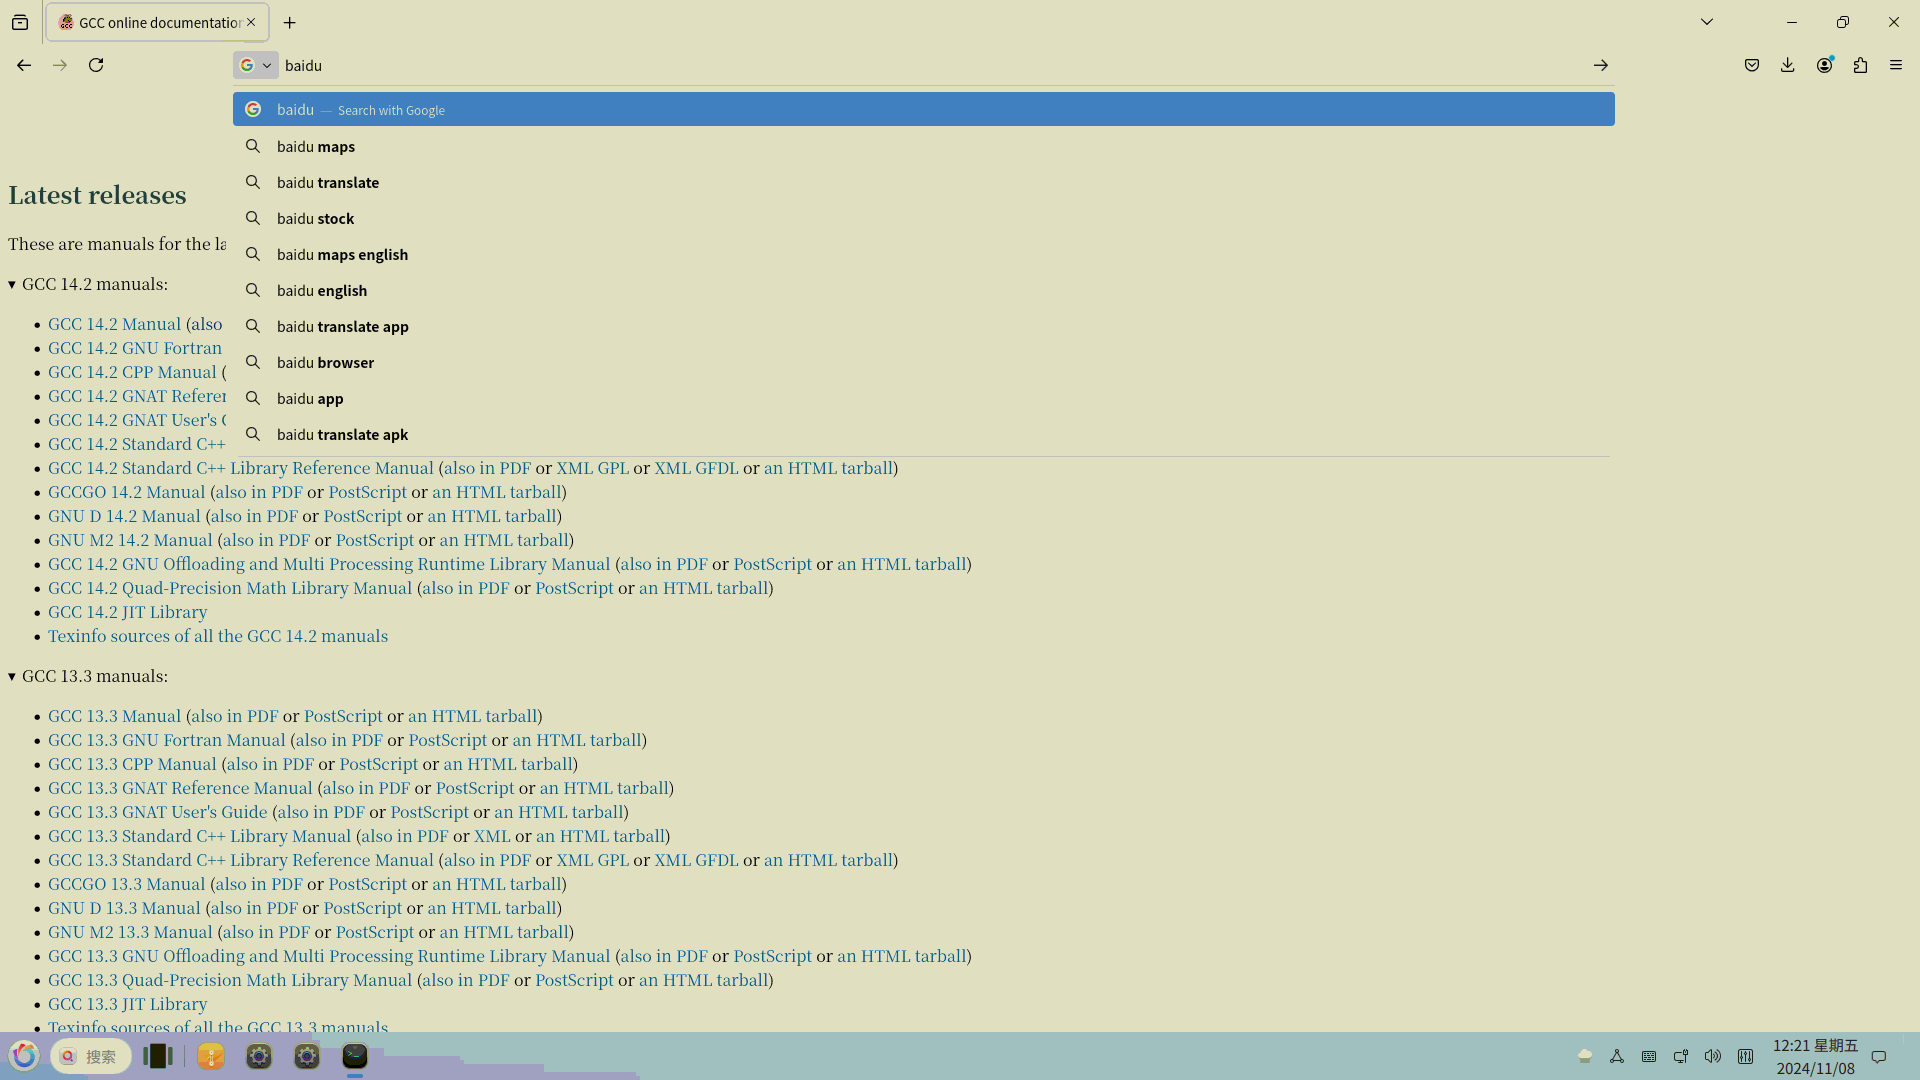 GCC online documentation
baidu
baidu — Search with Google
baidu maps
baidu translate
baidu stock
baidu maps english
baidu english
baidu translate app
baidu browser
baidu app
baidu translate apk
Latest releases
These are manuals for the la
▾ GCC 14.2 manuals:
• GCC 14.2 Manual (also
• GCC 14.2 GNU Fortran
• GCC 14.2 CPP Manual (
• GCC 14.2 GNAT Referen
• GCC 14.2 GNAT User's G
• GCC 14.2 Standard C++
• GCC 14.2 Standard C++ Library Reference Manual (also in PDF or XML GPL or XML GFDL or an HTML tarball)
• GCCGO 14.2 Manual (also in PDF or PostScript or an HTML tarball)
• GNU D 14.2 Manual (also in PDF or PostScript or an HTML tarball)
• GNU M2 14.2 Manual (also in PDF or PostScript or an HTML tarball)
• GCC 14.2 GNU Offloading and Multi Processing Runtime Library Manual (also in PDF or PostScript or an HTML tarball)
• GCC 14.2 Quad-Precision Math Library Manual (also in PDF or PostScript or an HTML tarball)
• GCC 14.2 JIT Library
• Texinfo sources of all the GCC 14.2 manuals
▾ GCC 13.3 manuals:
• GCC 13.3 Manual (also in PDF or PostScript or an HTML tarball)
• GCC 13.3 GNU Fortran Manual (also in PDF or PostScript or an HTML tarball)
• GCC 13.3 CPP Manual (also in PDF or PostScript or an HTML tarball)
• GCC 13.3 GNAT Reference Manual (also in PDF or PostScript or an HTML tarball)
• GCC 13.3 GNAT User's Guide (also in PDF or PostScript or an HTML tarball)
• GCC 13.3 Standard C++ Library Manual (also in PDF or XML or an HTML tarball)
• GCC 13.3 Standard C++ Library Reference Manual (also in PDF or XML GPL or XML GFDL or an HTML tarball)
• GCCGO 13.3 Manual (also in PDF or PostScript or an HTML tarball)
• GNU D 13.3 Manual (also in PDF or PostScript or an HTML tarball)
• GNU M2 13.3 Manual (also in PDF or PostScript or an HTML tarball)
• GCC 13.3 GNU Offloading and Multi Processing Runtime Library Manual (also in PDF or PostScript or an HTML tarball)
• GCC 13.3 Quad-Precision Math Library Manual (also in PDF or PostScript or an HTML tarball)
• GCC 13.3 JIT Library
• Texinfo sources of all the GCC 13.3 manuals
搜索
12:21 星期五
2024/11/08